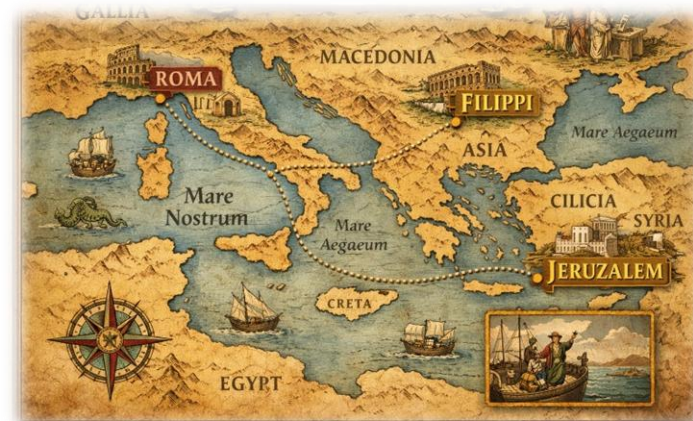 GALLIA
MACEDONIA
ROMA
FILIPPI
Mare Aegaeum
ASIA
CILICIA
SYRIA
Mare
Nostrum
Mare
Aegaeum
JERUZALEM
CRETA
EGYPT